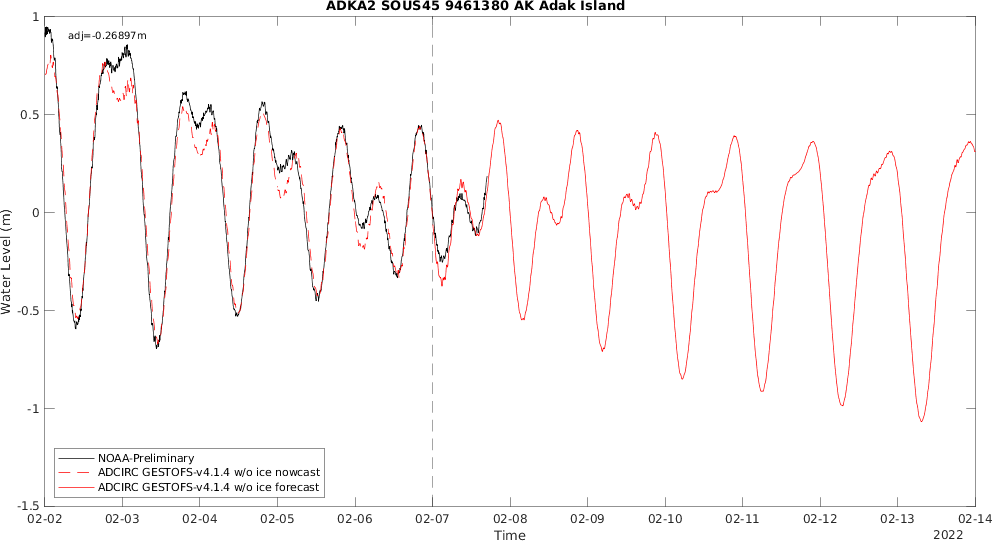 ADKA2 SOUS45 9461380 AK Adak Island
adj=-0.26897m
1
0.5
0
-0.5
-1
-1.5
Water Level (m)
NOAA-Preliminary
ADCIRC GESTOFS-v4.1.4 w/o ice nowcast
ADCIRC GESTOFS-v4.1.4 w/o ice forecast
02-02 02-03 02-04 02-05 02-06 02-07 02-08 02-09 02-10 02-11 02-12 02-13 02-14
Time
2022